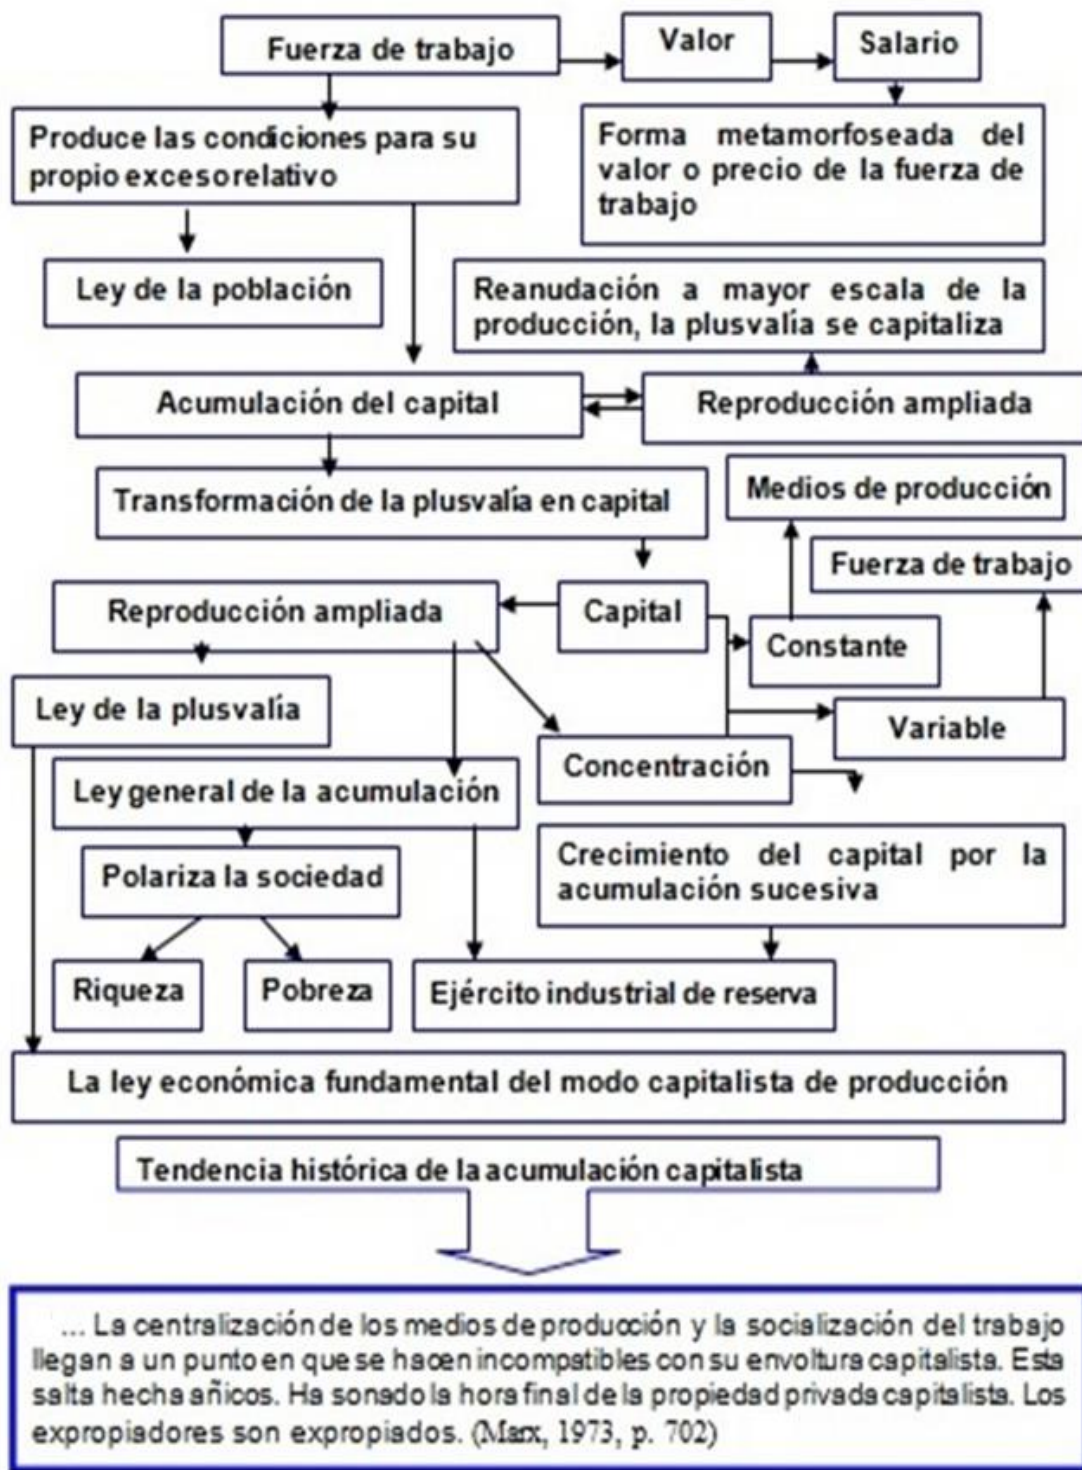 Fuerza de trabajo
Valor
Salario
Produce las condiciones para su
propio exceso relativo
Forma metamorfoseada del
valor o precio de la fuerza de
trabajo
Ley de la población
Reanudación a mayor escala de la
producción, la plusvalía se capitaliza
Acumulación del capital
Reproducción ampliada
Transformación de la plusvalía en capital
Medios de producción
Fuerza de trabajo
Reproducción ampliada
Capital
Constante
Ley de la plusvalía
Variable
Concentración
Ley general de la acumulación
Crecimiento del capital por la
acumulación sucesiva
Polariza la sociedad
Riqueza
Pobreza
Ejército industrial de reserva
La ley económica fundamental del modo capitalista de producción
Tendencia histórica de la acumulación capitalista
... La centralización de los medios de producción y la socialización del trabajo
llegan a un punto en que se hacen incompatibles con su envoltura capitalista. Esta
salta hecha añicos. Ha sonado la hora final de la propiedad privada capitalista. Los
expropiadores son expropiados. (Marx, 1973, p. 702)